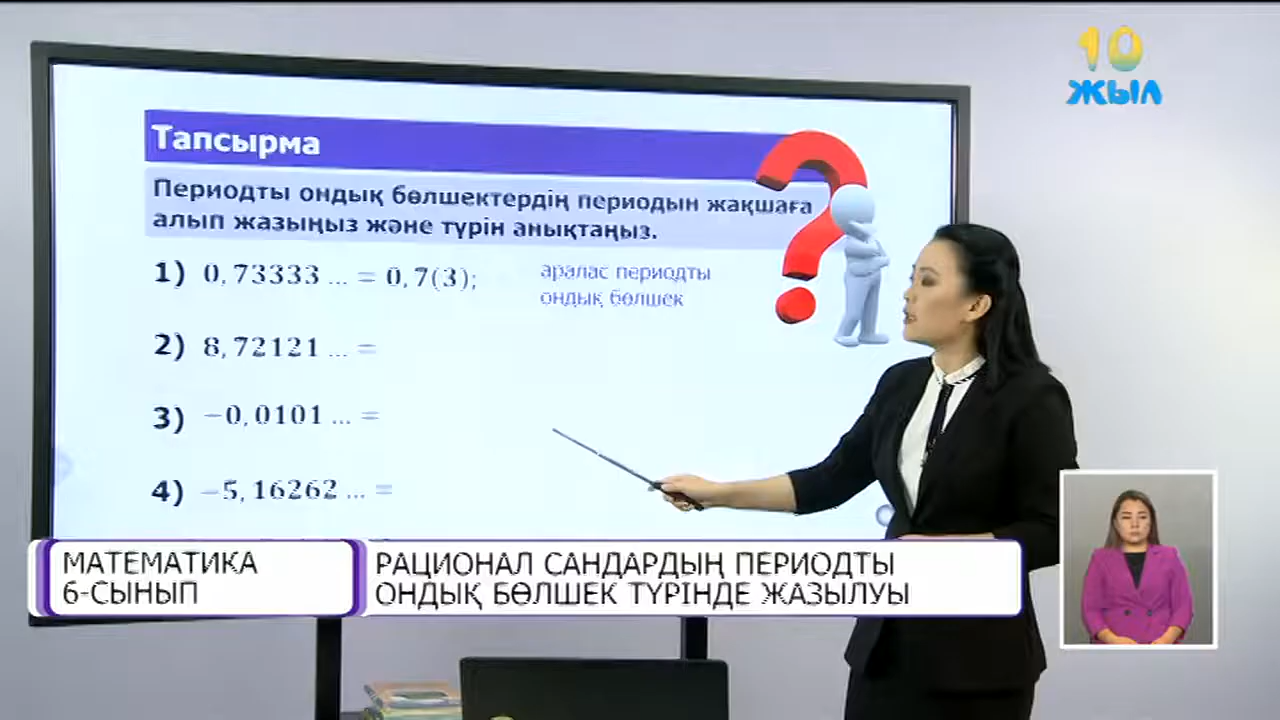 10
ЖЫЛ
Тапсырма
Периодты ондық бөлшектердің периодын жақшаға
алып жазыңыз және түрін анықтаңыз.
1) 0,73333 ... = 0,7(3);
аралас периодты
ондық бөлшек
2) 8,72121 ... =
3) −0,0101 ... =
4) −5,16262 ... =
МАТЕМАТИКА
6-СЫНЫП
РАЦИОНАЛ САНДАРДЫҢ ПЕРИОДТЫ
ОНДЫҚ БӨЛШЕК ТҮРІНДЕ ЖАЗЫЛУЫ